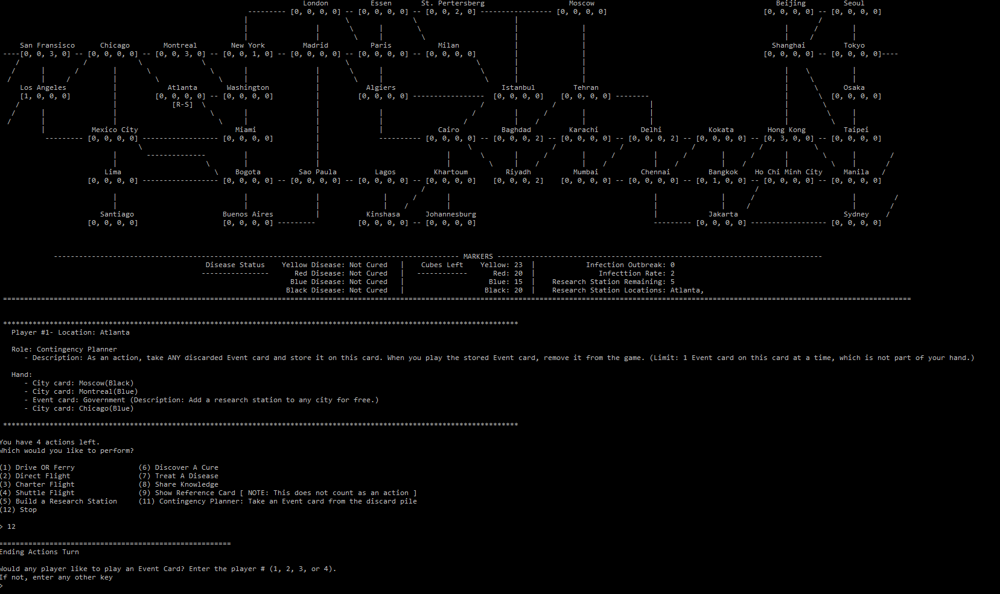 London Essen St. Pertersberg Moscow Beijing Seoul
--------- [0, 0, 0, 0] -- [0, 0, 0, 0] -- [0, 0, 2, 0] ----------------- [0, 0, 0, 0] [0, 0, 0, 0] -- [0, 0, 0, 0]
San Fransisco Chicago Montreal New York Madrid Paris Milan Shanghai Tokyo
----[0, 0, 3, 0] -- [0, 0, 0, 0] -- [0, 0, 3, 0] -- [0, 0, 1, 0] -- [0, 0, 0, 0] -- [0, 0, 0, 0] -- [0, 0, 0, 0] [0, 0, 0, 0] -- [0, 0, 0, 0]----
Los Angeles Atlanta Washington Algiers Istanbul Tehran Osaka
[1, 0, 0, 0] [0, 0, 0, 0] -- [0, 0, 0, 0] [0, 0, 0, 0] ----------------- [0, 0, 0, 0] [0, 0, 0, 0] -------- [0, 0, 0, 0]
[R-S]
Mexico City Miami Cairo Baghdad Karachi Delhi Kokata Hong Kong Taipei
--------- [0, 0, 0, 0] ------------------ [0, 0, 0, 0] ---------- [0, 0, 0, 0] -- [0, 0, 0, 2] -- [0, 0, 0, 0] -- [0, 0, 0, 2] -- [0, 0, 0, 0] -- [0, 3, 0, 0] -- [0, 0, 0, 0]
Lima Bogota Sao Paula Lagos Khartoum Riyadh Mumbai Chennai Bangkok Ho Chi Minh City Manila
[0, 0, 0, 0] --------------- [0, 0, 0, 0] -- [0, 0, 0, 0] -- [0, 0, 0, 0] -- [0, 0, 0, 0] [0, 0, 0, 2] [0, 0, 0, 0] -- [0, 0, 0, 0] -- [0, 1, 0, 0] -- [0, 0, 0, 0] -- [0, 0, 0, 0]
Santiago Buenos Aires Kinshasa Johannesburg Jakarta Sydney
[0, 0, 0, 0] [0, 0, 0, 0] --------- [0, 0, 0, 0] -- [0, 0, 0, 0] --------- [0, 0, 0, 0] ------------------ [0, 0, 0, 0]
MARKERS
Disease Status Yellow Disease: Not Cured | Cubes Left Yellow: 23 | Infection Outbreak: 0
---------------- Red Disease: Not Cured | ------------ Red: 20 | Infecttion Rate: 2
Blue Disease: Not Cured | Blue: 15 | Research Station Remaining: 5
Black Disease: Not Cured | Black: 20 | Research Station Locations: Atlanta,
Player #1- Location: Atlanta
Role: Contingency Planner
- Description: As an action, take ANY discarded Event card and store it on this card. When you play the stored Event card, remove it from the game. (Limit: 1 Event card on this card at a time, which is not part of your hand.)
Hand:
- City card: Moscow(Black)
- City card: Montreal(Blue)
- Event card: Government (Description: Add a research station to any city for free.)
- City card: Chicago(Blue)
You have 4 actions left.
Which would you like to perform?
(1) Drive OR Ferry (6) Discover A Cure
(2) Direct Flight (7) Treat A Disease
(3) Charter Flight (8) Share Knowledge
(4) Shuttle Flight (9) Show Reference Card [ NOTE: This does not count as an action ]
(5) Build a Research Station (11) Contingency Planner: Take an Event card from the discard pile
(12) Stop
> 12
Ending Actions Turn
Would any player like to play an Event Card? Enter the player # (1, 2, 3, or 4).
If not, enter any other key
>